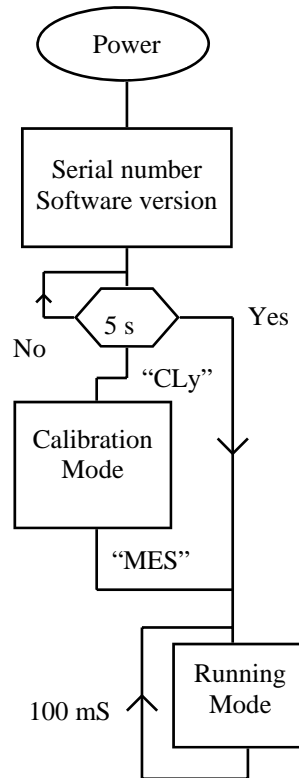 Power
Serial number
Software version
5 s
Yes
No
“CLy”
Calibration
Mode
“MES”
Running
Mode
100 mS